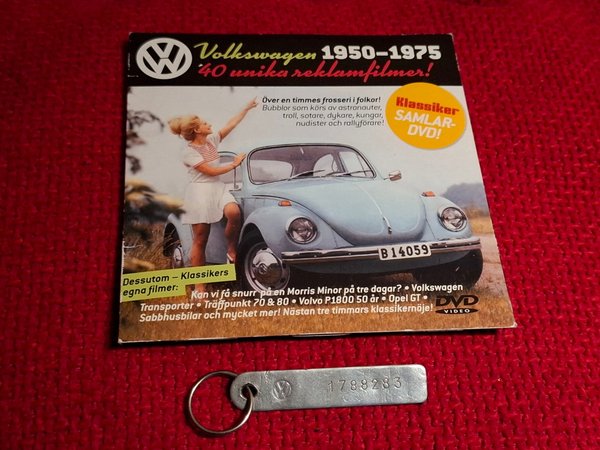 VW
Volkswagen 1950-1975
40 unika reklamfilmer!
Över en timmes frosseri i folkor!
Bubblor som körs av astronauter,
troll, sotare, dykare, kungar,
nudister och rallyförare!
Klassiker
SAMLAR-
DVD!
B14059
Dessutom – Klassikers
egna filmer:
Kan vi få snurr på en Morris Minor på tre dagar? • Volkswagen
Transporter • Träffpunkt 70 & 80 • Volvo P1800 50 år • Opel GT •
Sabbhusbilar och mycket mer! Nästan tre timmars klassikernöje!
DVD
VIDEO
VW 1788283